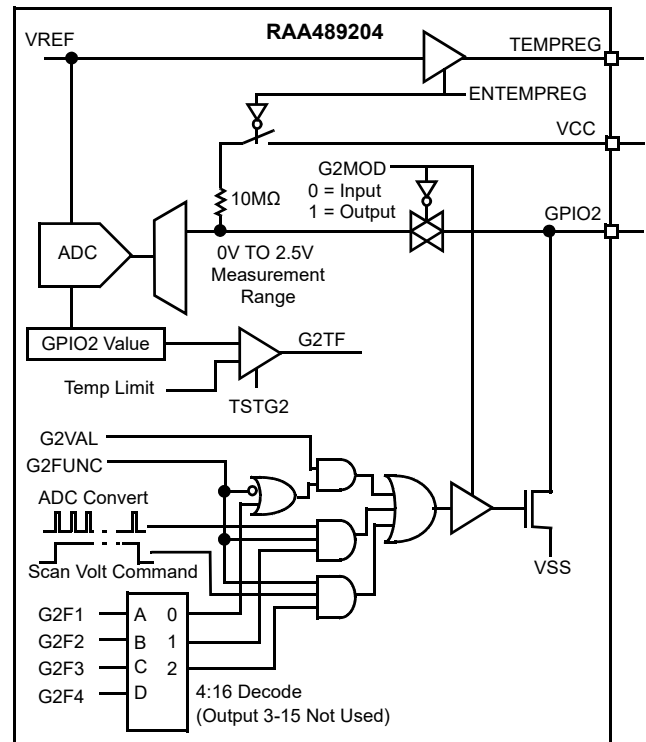 RAA489204
VREF
TEMPREG
ENTEMPREG
VCC
G2MOD
0 = Input
1 = Output
10MΩ
GPIO2
ADC
0V TO 2.5V
Measurement
Range
GPIO2 Value
G2TF
Temp Limit
TSTG2
G2VAL
G2FUNC
ADC Convert
Scan Volt Command
VSS
G2F1
A
0
G2F2
B
1
G2F3
C
2
G2F4
D
4:16 Decode
(Output 3-15 Not Used)